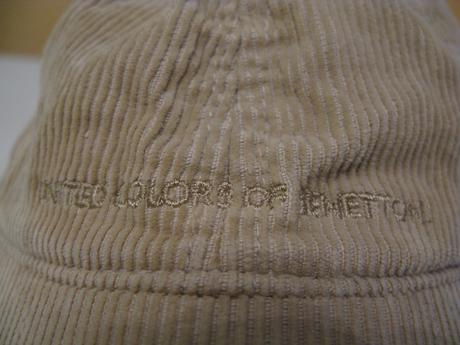 UNITED COLORS OF BENETTON.